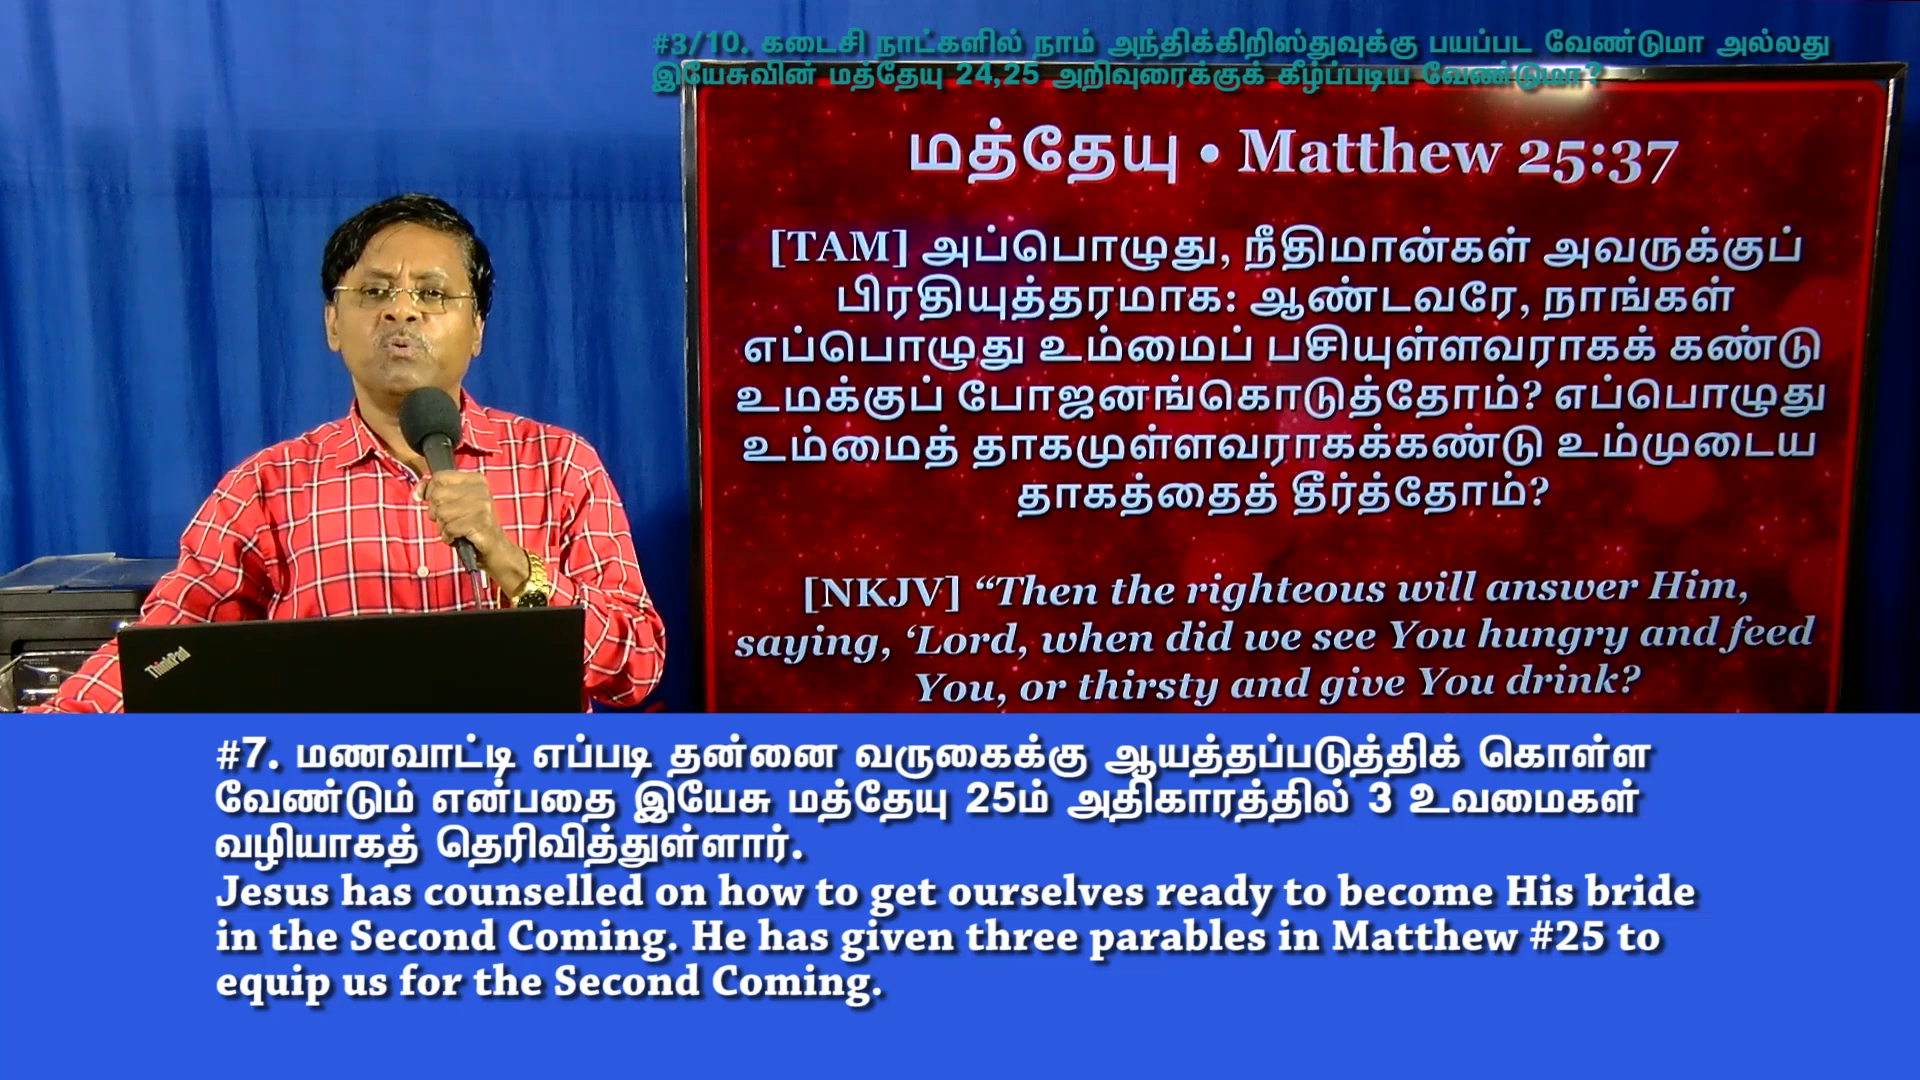 #3/10. கடைசி நாட்களில் நாம் அந்திக்கிறிஸ்துவுக்கு பயப்பட வேண்டுமா அல்லது
இயேசுவின் மத்தேயு 24,25 அறிவுரைக்குக் கீழ்ப்படிய வேண்டுமா?
மத்தேயு • Matthew 25:37
[TAM] அப்பொழுது, நீதிமான்கள் அவருக்குப்
பிரதியுத்தரமாக: ஆண்டவரே, நாங்கள்
எப்பொழுது உம்மைப் பசியுள்ளவராகக் கண்டு
உமக்குப் போஜனங்கொடுத்தோம்? எப்பொழுது
உம்மைத் தாகமுள்ளவராகக்கண்டு உம்முடைய
தாகத்தைத் தீர்த்தோம்?
[NKJV] “Then the righteous will answer Him,
saying, ‘Lord, when did we see You hungry and feed
You, or thirsty and give You drink?
ThinkPad
#7. மணவாட்டி எப்படி தன்னை வருகைக்கு ஆயத்தப்படுத்திக் கொள்ள
வேண்டும் என்பதை இயேசு மத்தேயு 25ம் அதிகாரத்தில் 3 உவமைகள்
வழியாகத் தெரிவித்துள்ளார்.
Jesus has counselled on how to get ourselves ready to become His bride
in the Second Coming. He has given three parables in Matthew #25 to
equip us for the Second Coming.